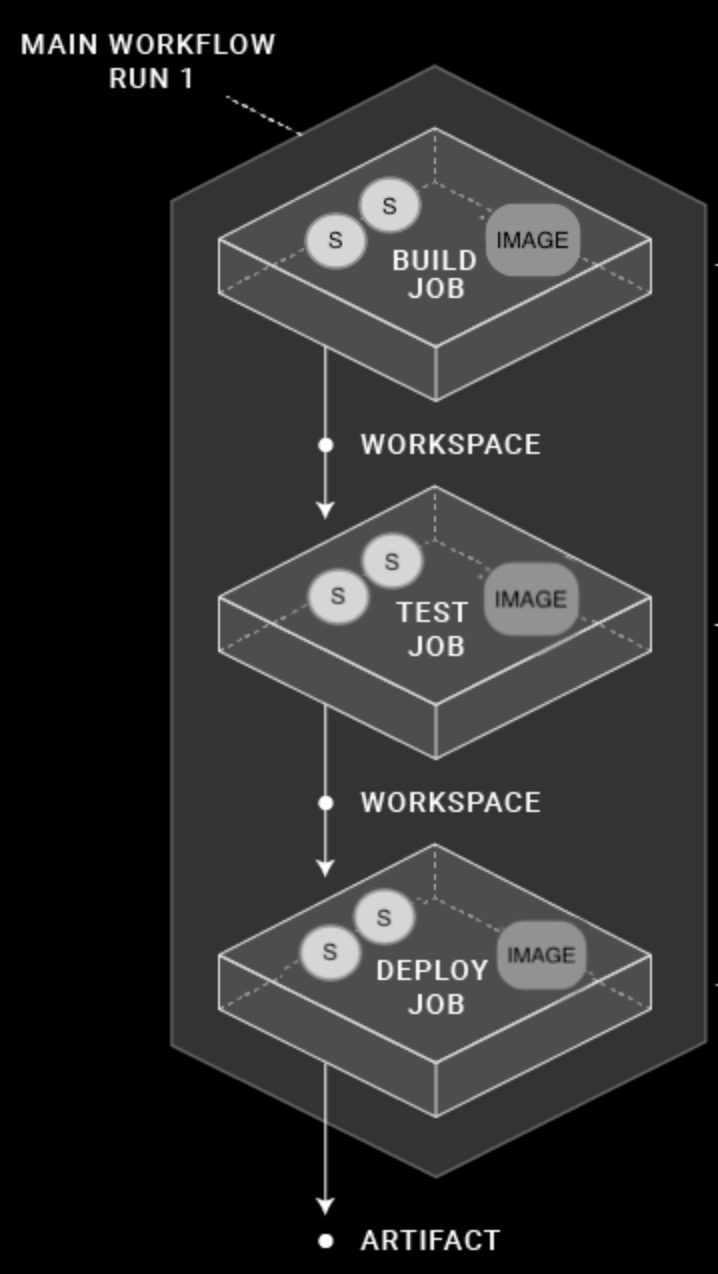 MAIN WORKFLOW
RUN 1
S
S
IMAGE
BUILD
JOB
WORKSPACE
S
S
IMAGE
TEST
JOB
WORKSPACE
S
S
IMAGE
DEPLOY
JOB
ARTIFACT